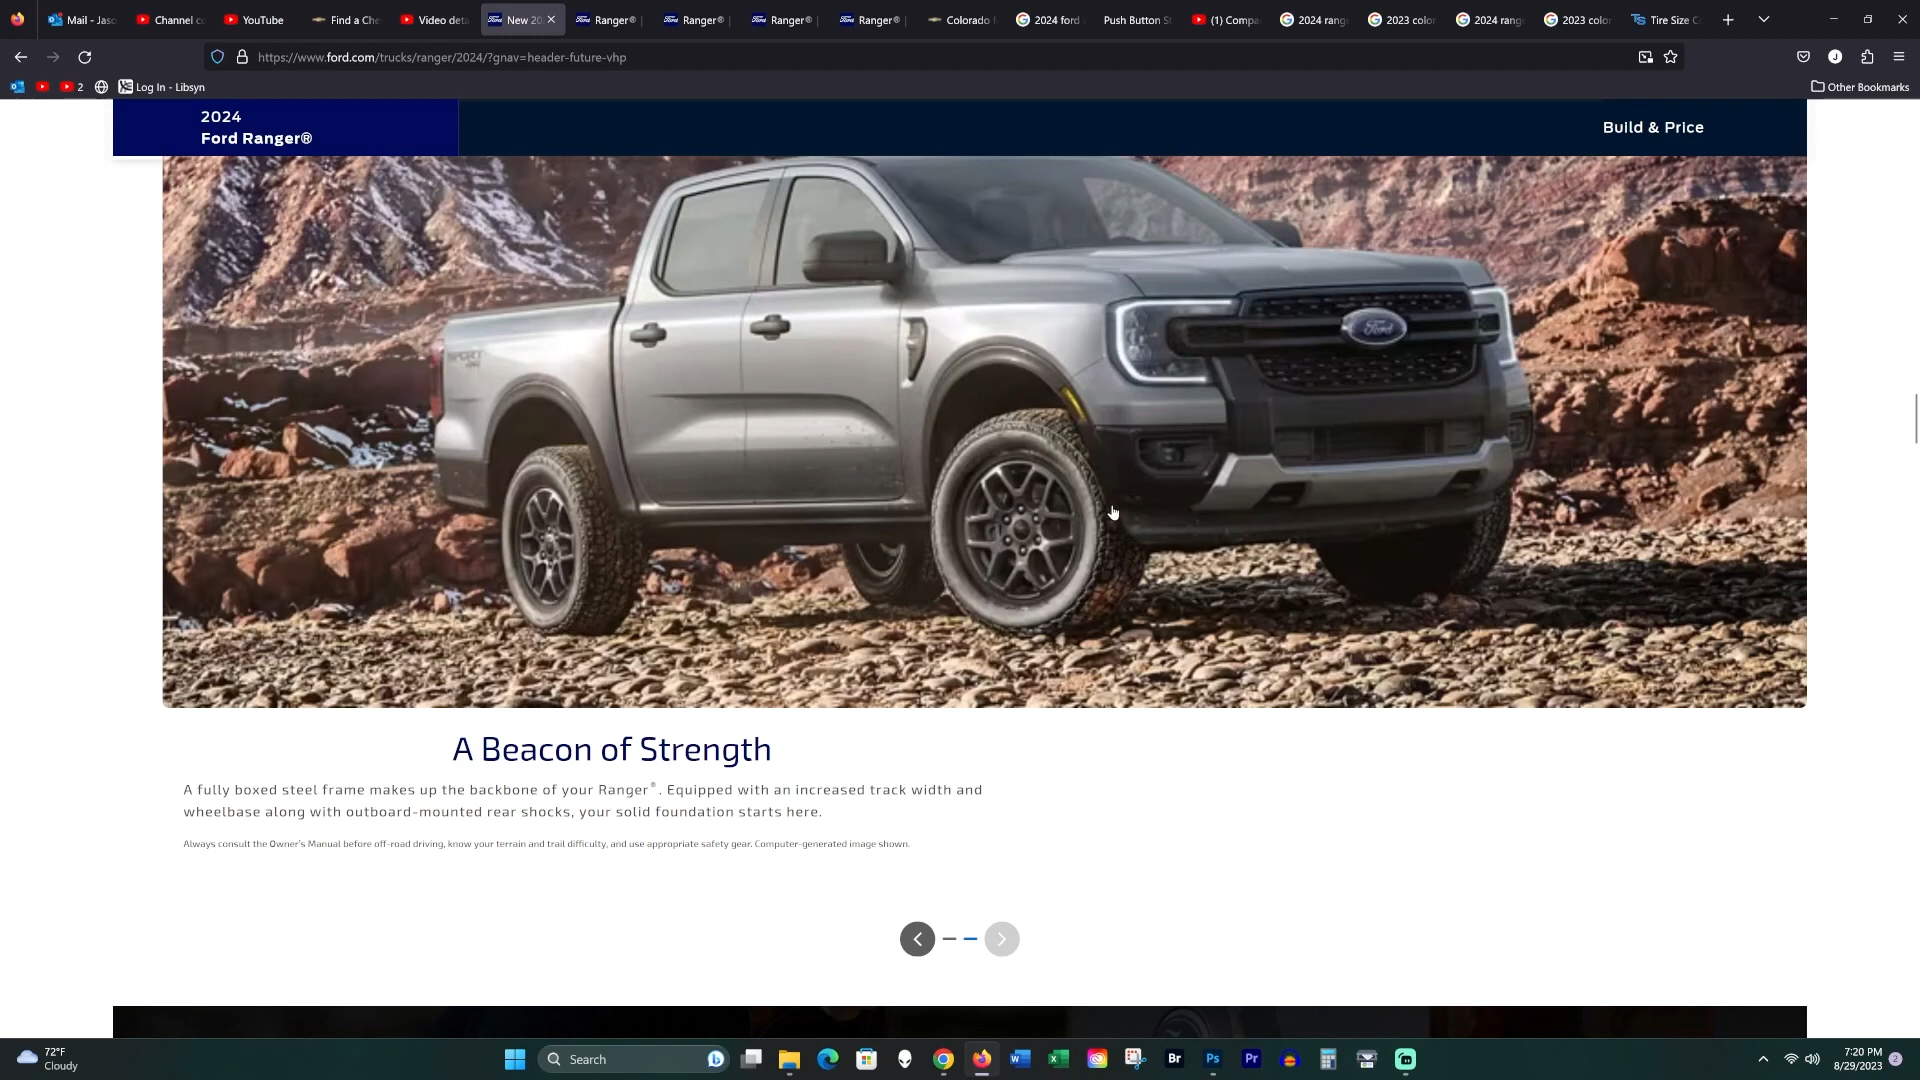 Mail - Jaso
Channel co
YouTube
Find a Che
Video deta
New 20
Ranger®
Ranger®
Ranger®
Ranger®
Colorado f
2024 ford
Push Button S
(1) Compa
2024 rang
2023 color
2024 rang
2023 color
Tire Size C
https://www.ford.com/trucks/ranger/2024/?gnav=header-future-vhp
2
Log In - Libsyn
Other Bookmarks
2024
Ford Ranger®
Build & Price
Ford
SPORT
A Beacon of Strength
A fully boxed steel frame makes up the backbone of your Ranger®. Equipped with an increased track width and
wheelbase along with outboard-mounted rear shocks, your solid foundation starts here.
Always consult the Owner's Manual before off-road driving, know your terrain and trail difficulty, and use appropriate safety gear. Computer-generated image shown.
72°F
Cloudy
Search
Br
Ps
Pr
7:20 PM
8/29/2023
2